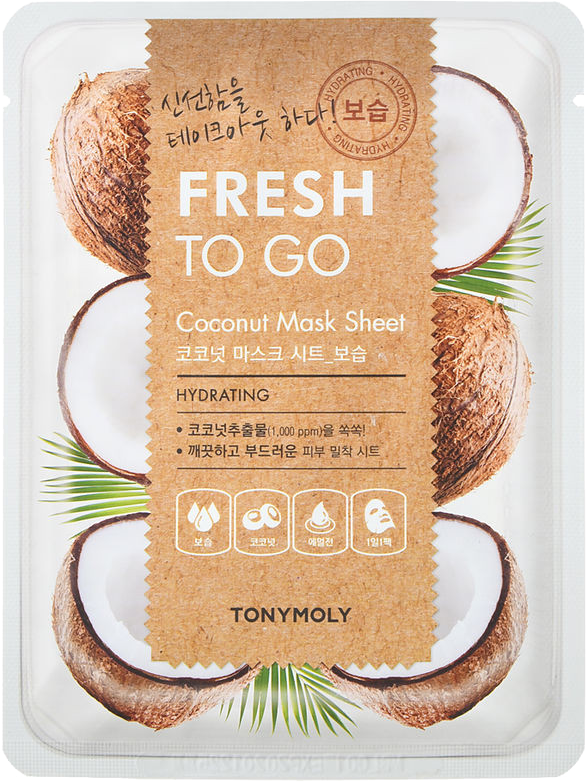 신선함을
테이크아웃 하다!
HYDRATING • HYDRATING • HYDRATING •
보습
FRESH
TO GO
Coconut Mask Sheet
코코넛 마스크 시트_보습
HYDRATING
• 코코넛추출물(1,000 ppm)을 쏙쏙!
• 깨끗하고 부드러운 피부 밀착 시트
보습 코코넛 에멀전 1일1팩
TONYMOLY